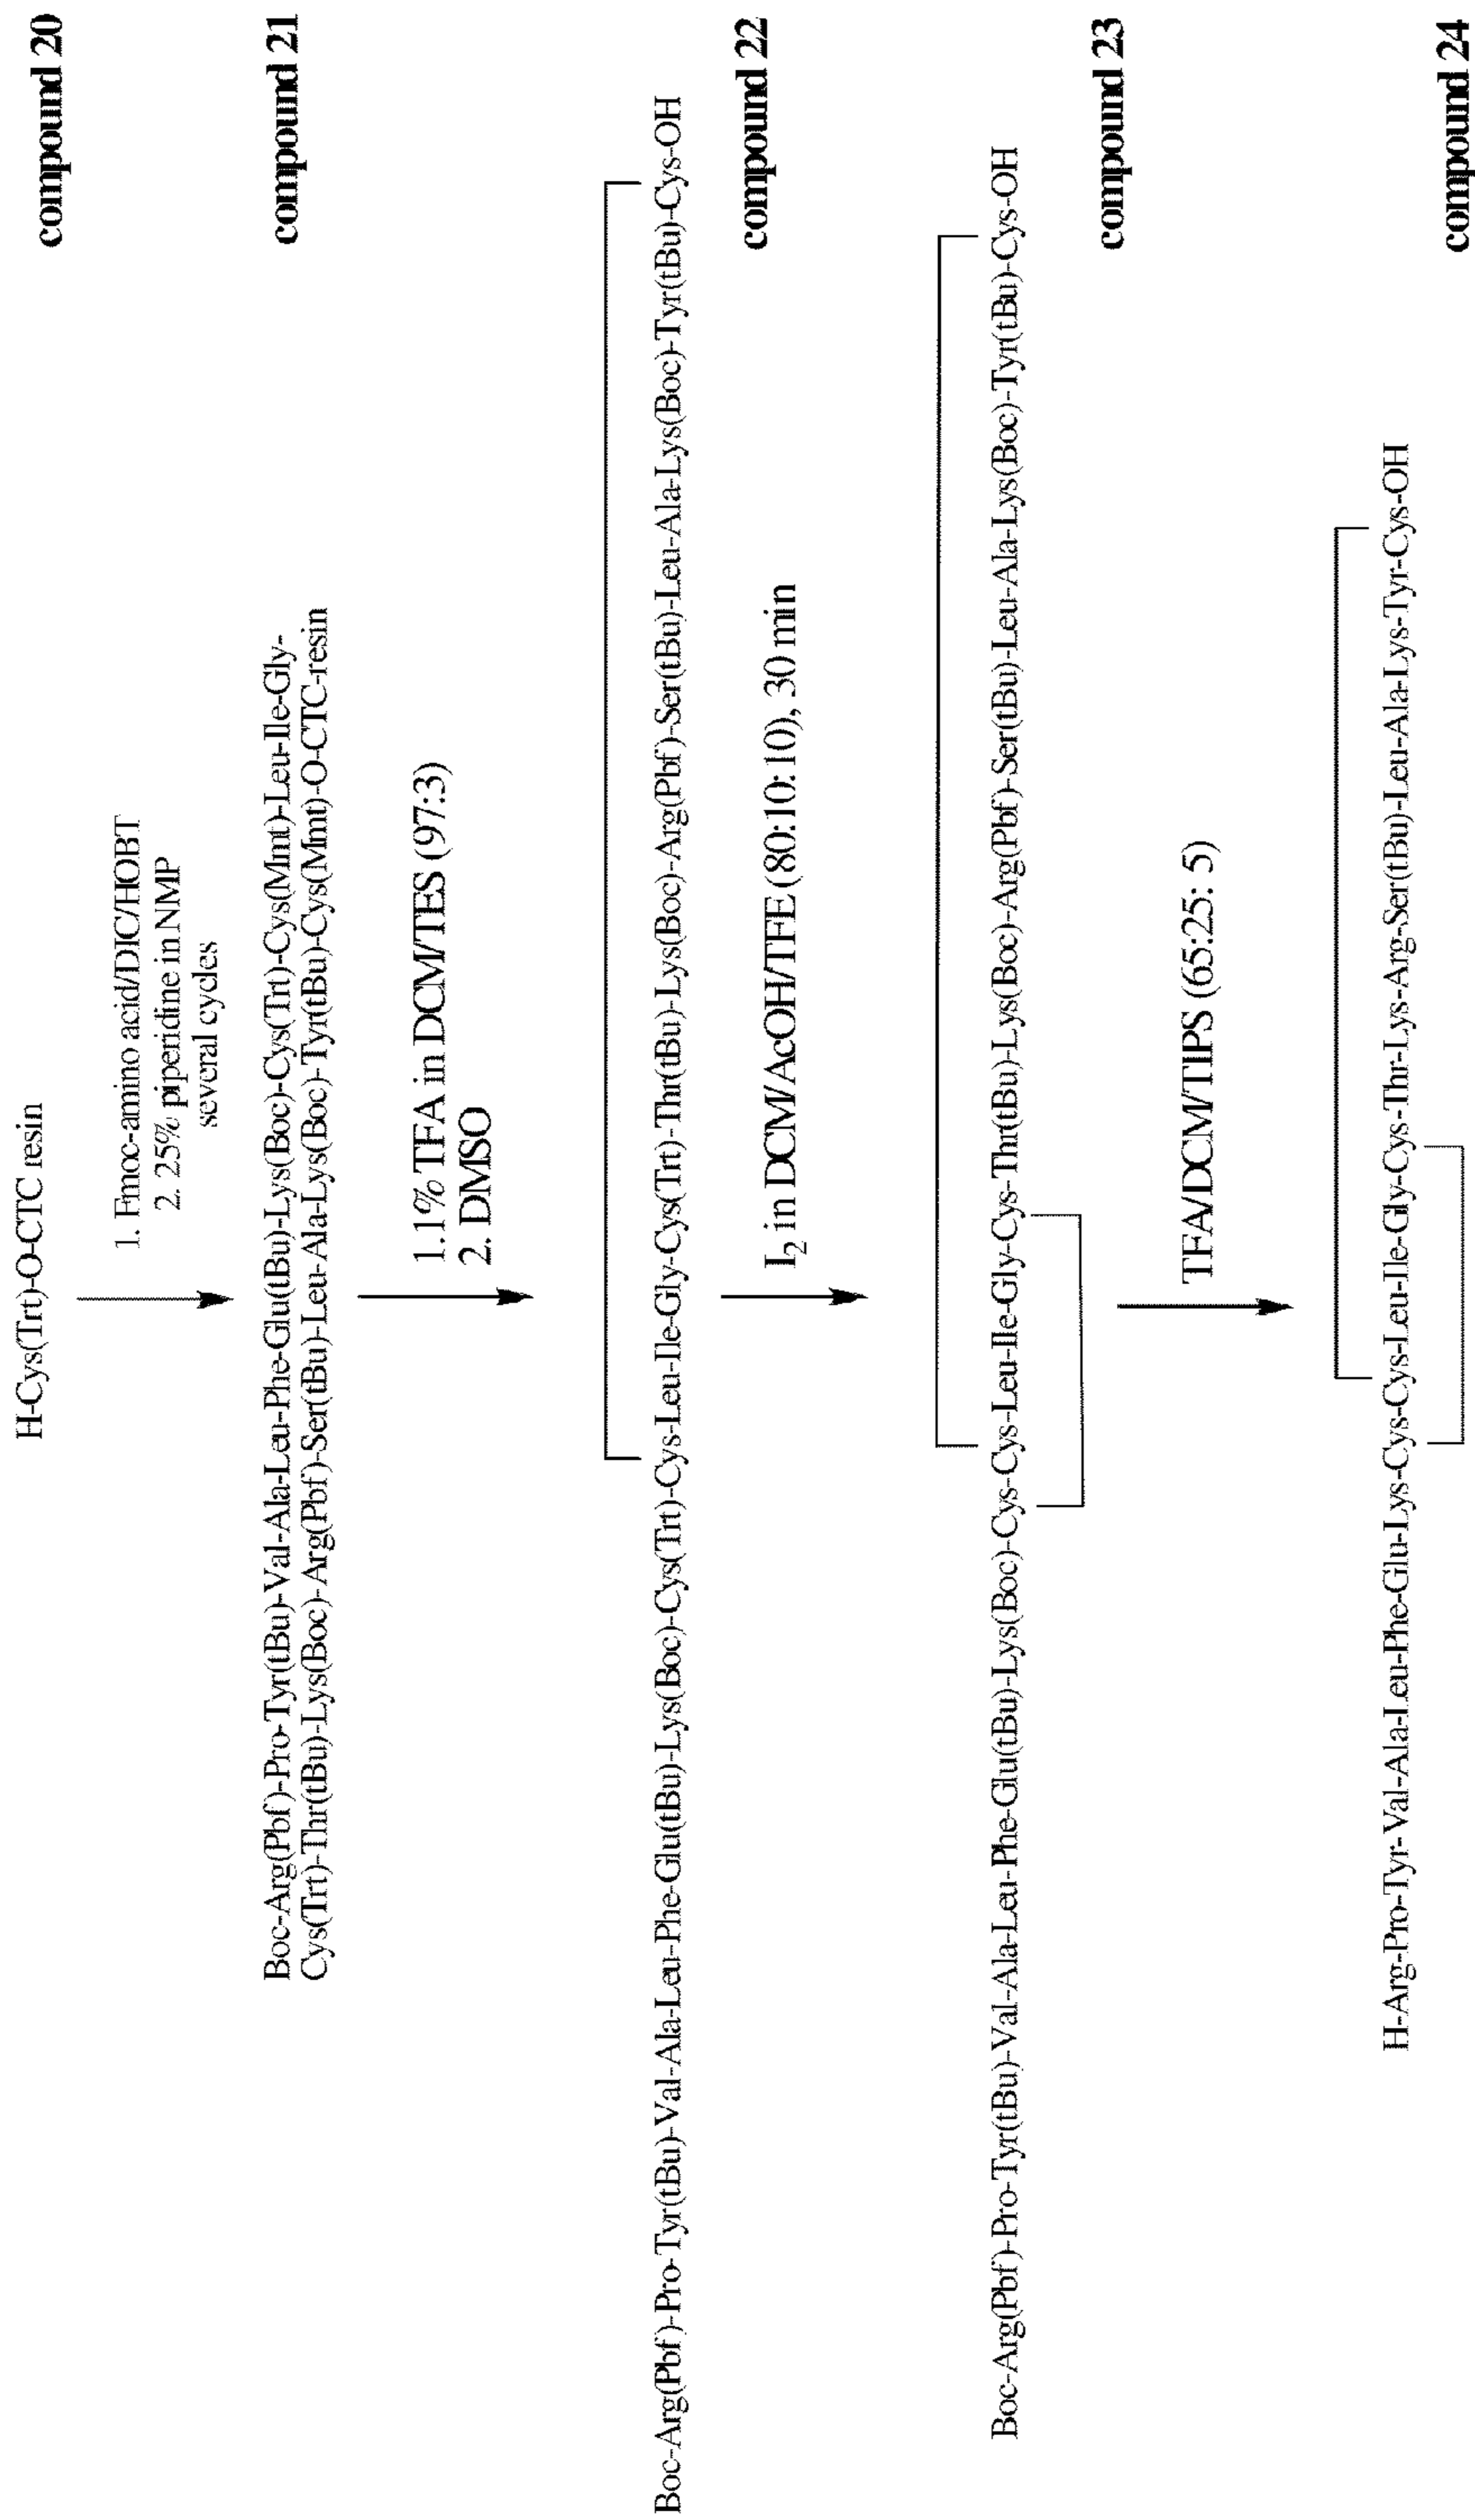 H-Cys(Trt)-O-CTC resin
compound 20
1. Fmoc-amino acid/DIC/HOBT
2. 25% piperidine in NMP
several cycles
Boc-Arg(Pbf)-Pro-Tyr(tBu)-Val-Ala-Leu-Phe-Glu(tBu)-Lys(Boc)-Cys(Trt)-Cys(Mmt)-Leu-Ile-Gly-
Cys(Trt)-Thr(tBu)-Lys(Boc)-Arg(Pbf)-Ser(tBu)-Leu-Ala-Lys(Boc)-Tyr(tBu)-Cys(Mmt)-O-CTC-resin
compound 21
1.1% TFA in DCM/TES (97:3)
2. DMSO
Boc-Arg(Pbf)-Pro-Tyr(tBu)-Val-Ala-Leu-Phe-Glu(tBu)-Lys(Boc)-Cys(Trt)-Cys-Leu-Ile-Gly-Cys(Trt)-Thr(tBu)-Lys(Boc)-Arg(Pbf)-Ser(tBu)-Leu-Ala-Lys(Boc)-Tyr(tBu)-Cys-OH
compound 22
I2 in DCM/AcOH/TFE (80:10:10), 30 min
Boc-Arg(Pbf)-Pro-Tyr(tBu)-Val-Ala-Leu-Phe-Glu(tBu)-Lys(Boc)-Cys-Cys-Leu-Ile-Gly-Cys-Thr(tBu)-Lys(Boc)-Arg(Pbf)-Ser(tBu)-Leu-Ala-Lys(Boc)-Tyr(tBu)-Cys-OH
compound 23
TFA/DCM/TIPS (65:25: 5)
H-Arg-Pro-Tyr-Val-Ala-Leu-Phe-Glu-Lys-Cys-Cys-Leu-Ile-Gly-Cys-Thr-Lys-Arg-Ser(tBu)-Leu-Ala-Lys-Tyr-Cys-OH
compound 24